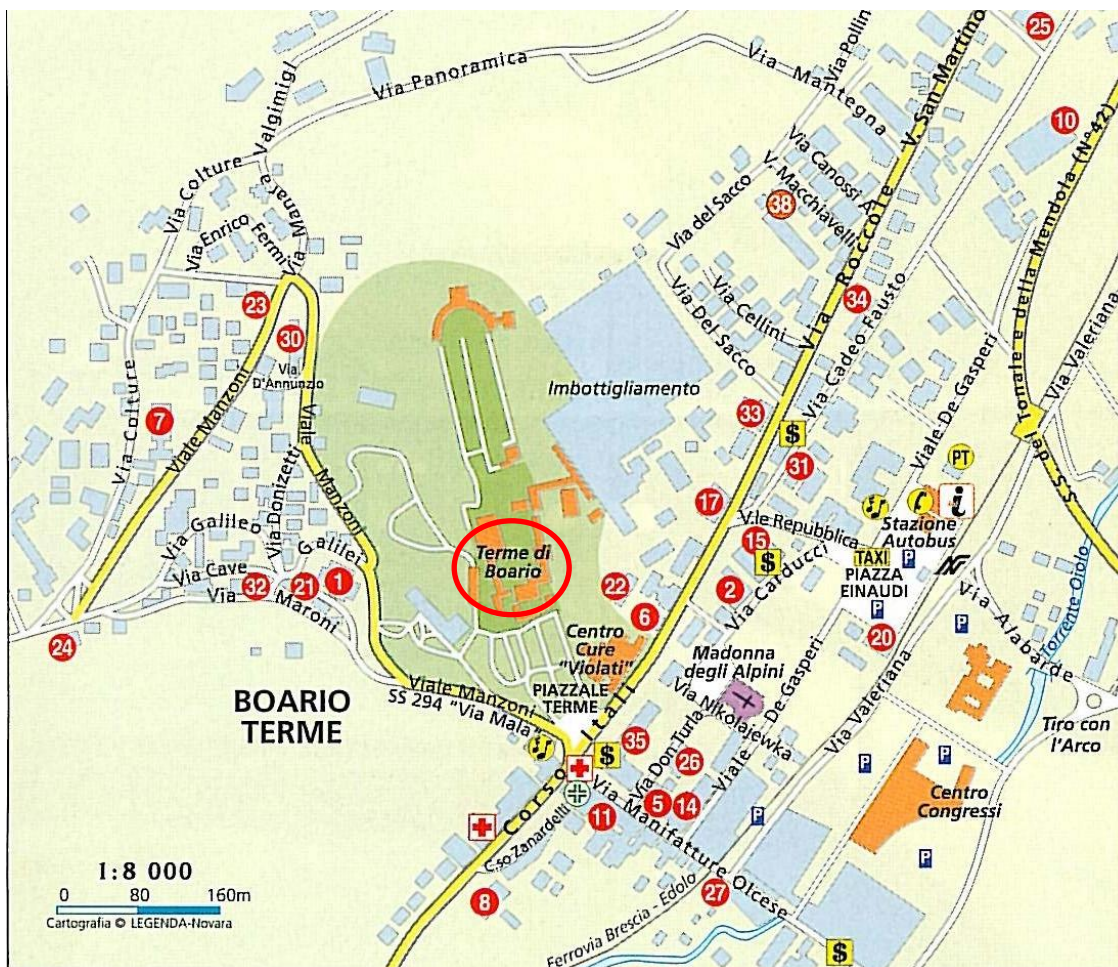 25
Via Pollin
V. San Martino
Via Panoramica
Via Mantegna
10
Via Colture
Valgimigl
Via Manara
Via Canossi A.
V. Macchiavelli
38
Via Enrico
Fermi
Via del Sacco
Via Roccole
S.S. del Tonale e della Mendola (N°42)
Via Valeriana
23
30
Via
D'Annunzio
Via Cellini
Via Del Sacco
34
Via Cadeo Fausto
Viale De Gasperi
Imbottigliamento
7
Via Colture
Viale Manzoni
33
$
31
PT
Viale Manzoni
Via Donizetti
17
V.le Repubblica
Stazione
Autobus
i
Via Galileo
Galilei
Terme di
Boario
15
$
TAXI
P
PIAZZA
EINAUDI
Via Cave
32
21
1
Via Maroni
22
2
Via Carducci
P
6
20
P
Via Alabarde
Torrente Oiolo
24
Centro
Cure
"Violati"
Madonna
degli Alpini
PIAZZALE
TERME
BOARIO
TERME
Viale Manzoni
SS 294 "Via Mala"
Corso Italia
Via Nikolajewka
Viale De Gasperi
Via Valeriana
Tiro con
l'Arco
$
35
Via Don Turla
26
P
P
Centro
Congressi
5
14
11
Via Manifatture Olcese
P
P
C.so Zanardelli
8
27
P
$
Ferrovia Brescia - Edolo
1:8 000
0 80 160m
Cartografia © LEGENDA-Novara